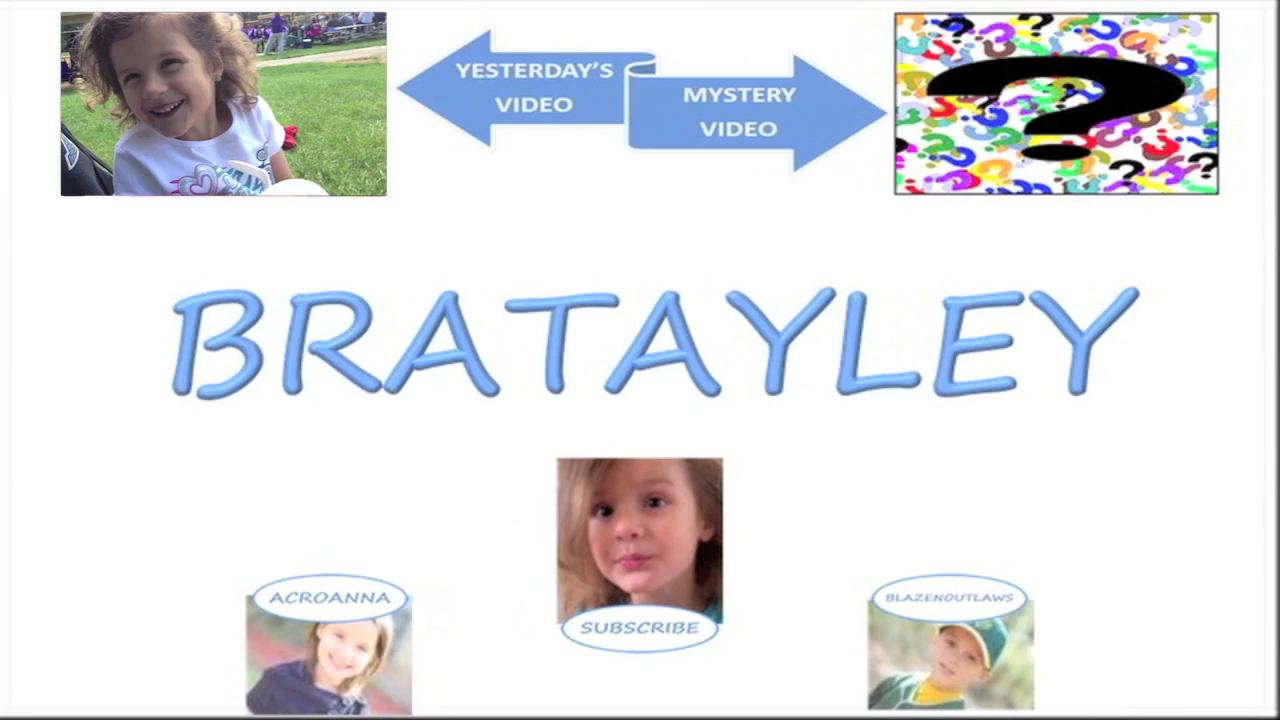 YESTERDAY'S
VIDEO
MYSTERY
VIDEO
?
BRATAYLEY
ACROANNA
SUBSCRIBE
BLAZENOUTLAWS